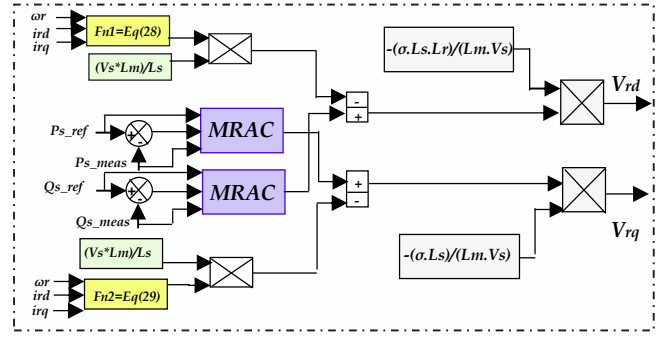 ωr
ird
irq
Fn1=Eq(28)
(Vs*Lm)/Ls
-(σ.Ls.Lr)/(Lm.Vs)
Vrd
-
+
Ps_ref
+
-
MRAC
Ps_meas
Qs_ref
+
-
MRAC
Qs_meas
+
-
Vrq
(Vs*Lm)/Ls
-(σ.Ls)/(Lm.Vs)
ωr
ird
irq
Fn2=Eq(29)